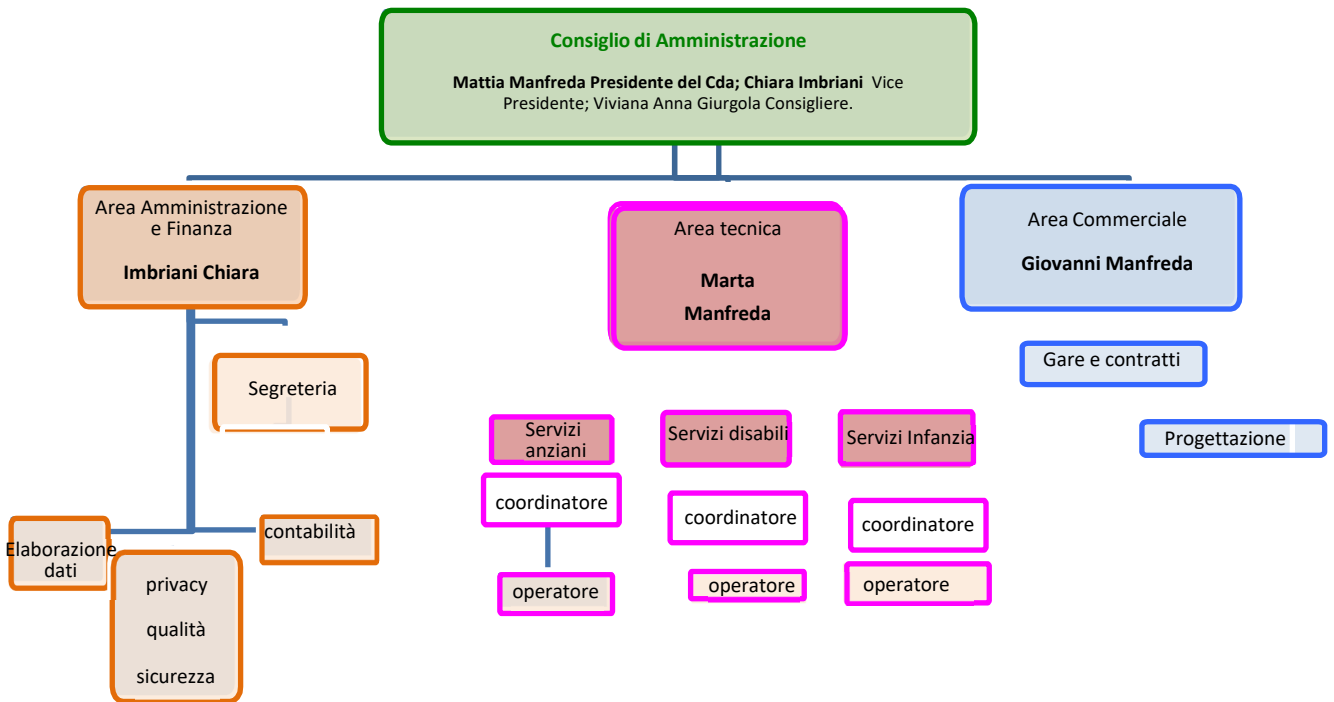 Consiglio di Amministrazione
Mattia Manfreda Presidente del Cda; Chiara Imbriani Vice
Presidente; Viviana Anna Giurgola Consigliere.
Area Amministrazione
e Finanza
Imbriani Chiara
Area tecnica
Marta
Manfreda
Area Commerciale
Giovanni Manfreda
Segreteria
Gare e contratti
Servizi
anziani
Servizi disabili
Servizi Infanzia
Progettazione
coordinatore
coordinatore
coordinatore
Elaborazione
dati
contabilità
privacy
qualità
sicurezza
operatore
operatore
operatore